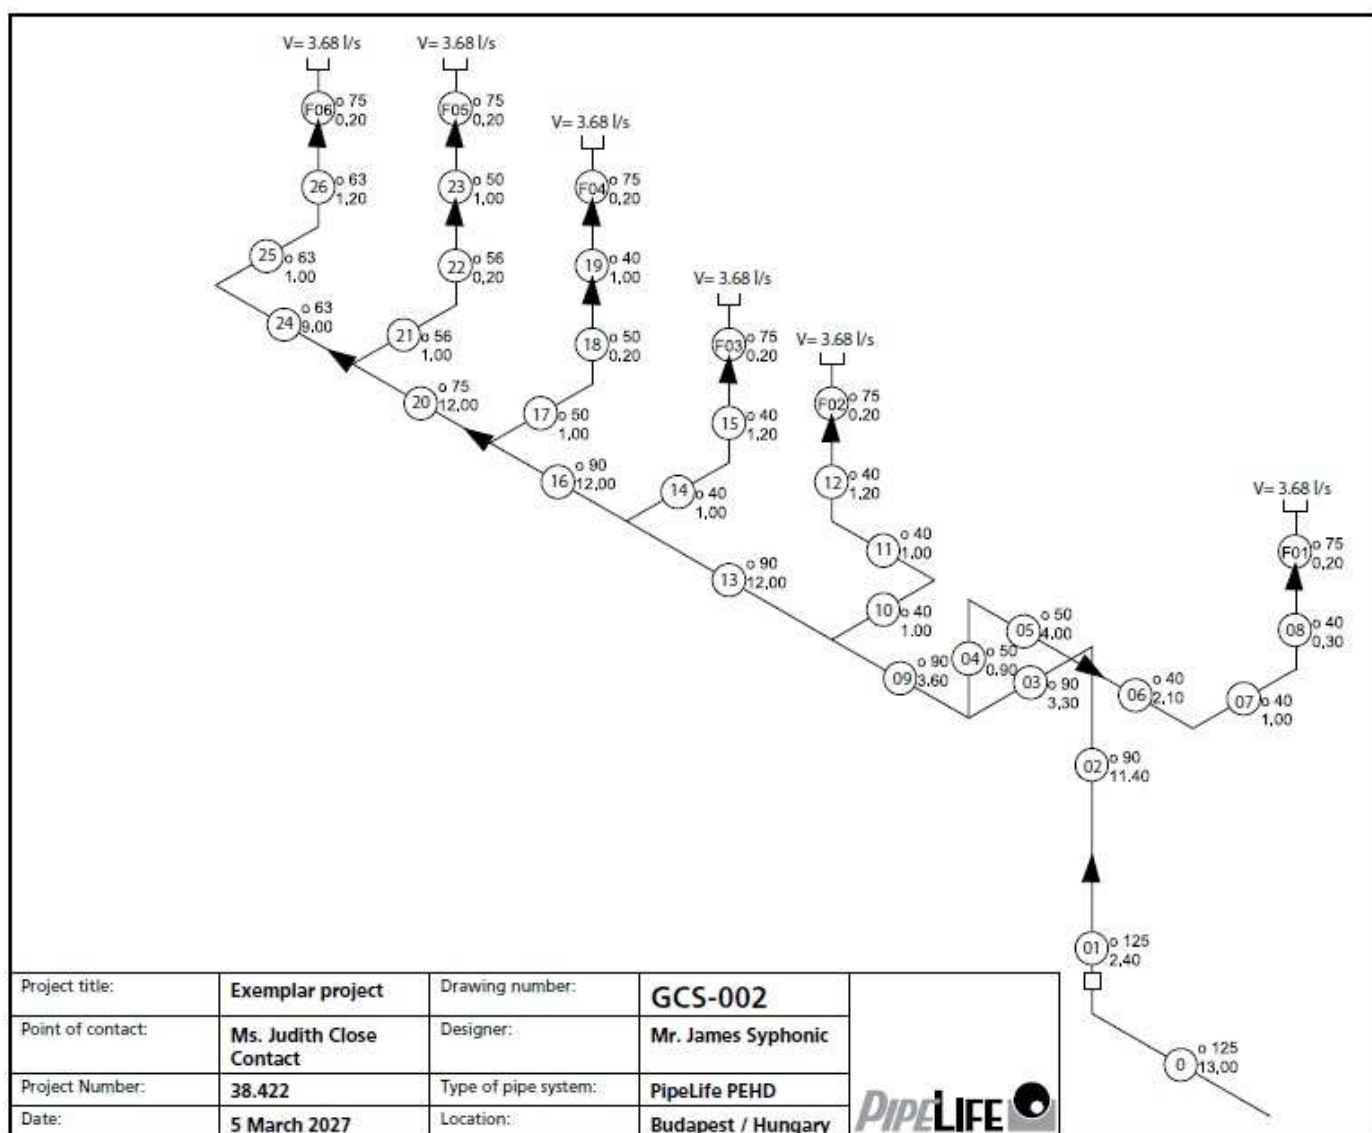 V= 3.68 l/s
V= 3.68 l/s
F06 o 75
0,20
F05 o 75
0,20
V= 3.68 l/s
26 o 63
1,20
23 o 50
1,00
F04 o 75
0,20
25 o 63
1.00
22 o 56
0,20
19 o 40
1,00
V= 3.68 l/s
24 o 63
9,00
21 o 56
1.00
18 o 50
0,20
F03 o 75
0,20
V= 3.68 l/s
20 o 75
12,00
17 o 50
1.00
15 o 40
1,20
F02 o 75
0,20
16 o 90
12,00
14 o 40
1,00
12 o 40
1,20
V= 3.68 l/s
11 o 40
1,00
F01 o 75
0,20
13 o 90
12,00
10 o 40
1.00
05 o 50
4.00
08 o 40
0,30
09 o 90
3.60
04 o 50
0.90
03 o 90
3,30
06 o 40
2,10
07 o 40
1,00
02 o 90
11.40
01 o 125
2,40
0 o 125
13,00
Project title: Exemplar project Drawing number: GCS-002
Point of contact: Ms. Judith Close Designer: Mr. James Syphonic
Contact
Project Number: 38.422 Type of pipe system: PipeLife PEHD
Date: 5 March 2027 Location: Budapest / Hungary
PIPELIFE